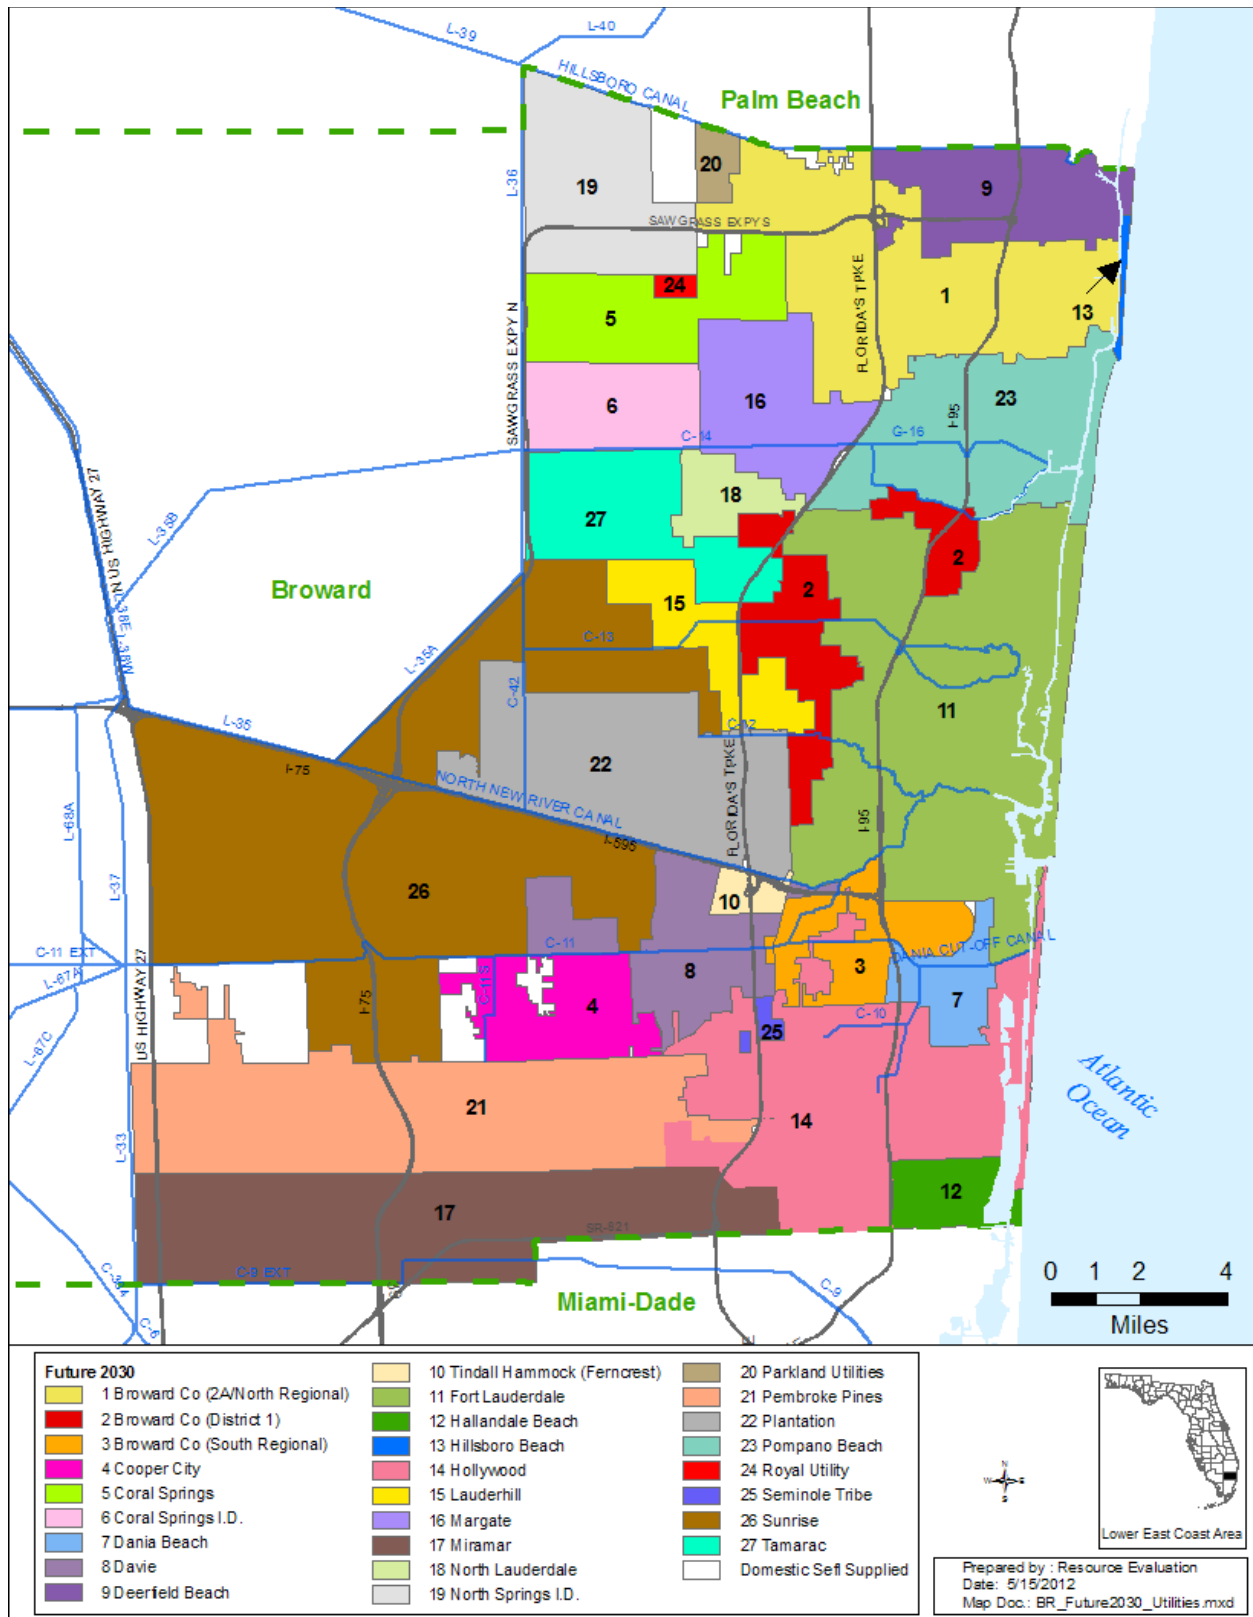 L-39
L-40
HILLSBORO CANAL
Palm Beach
20
19
9
L-36
SAWGRASS EXPY S
24
1
13
5
FLORIDA'S TPKE
SAWGRASS EXPY N
6
16
23
I-95
C-14
G-16
18
27
N US HIGHWAY 27
L-35B
2
2
Broward
15
L-38E
L-38W
C-13
L-35A
C-42
11
L-35
C-12
I-75
22
FLORIDA'S TPKE
NORTH NEW RIVER CANAL
L-68A
I-595
I-95
L-37
26
10
C-11 EXT
C-11
DANIA CUT-OFF CANAL
L-67A
8
3
C-11S
7
4
US HIGHWAY 27
I-75
C-10
25
L-67C
Atlantic
Ocean
21
14
L-33
12
17
SR-821
C-9 EXT
C-9
Miami-Dade
C-6
0 1 2 4
Miles
Future 2030
1 Broward Co (2A/North Regional)
2 Broward Co (District 1)
3 Broward Co (South Regional)
4 Cooper City
5 Coral Springs
6 Coral Springs I.D.
7 Dania Beach
8 Davie
9 Deerfield Beach
10 Tindall Hammock (Ferncrest)
11 Fort Lauderdale
12 Hallandale Beach
13 Hillsboro Beach
14 Hollywood
15 Lauderhill
16 Margate
17 Miramar
18 North Lauderdale
19 North Springs I.D.
20 Parkland Utilities
21 Pembroke Pines
22 Plantation
23 Pompano Beach
24 Royal Utility
25 Seminole Tribe
26 Sunrise
27 Tamarac
Domestic Sefl Supplied
N
W
S
Lower East Coast Area
Prepared by : Resource Evaluation
Date: 5/15/2012
Map Doc.: BR_Future2030_Utilities.mxd